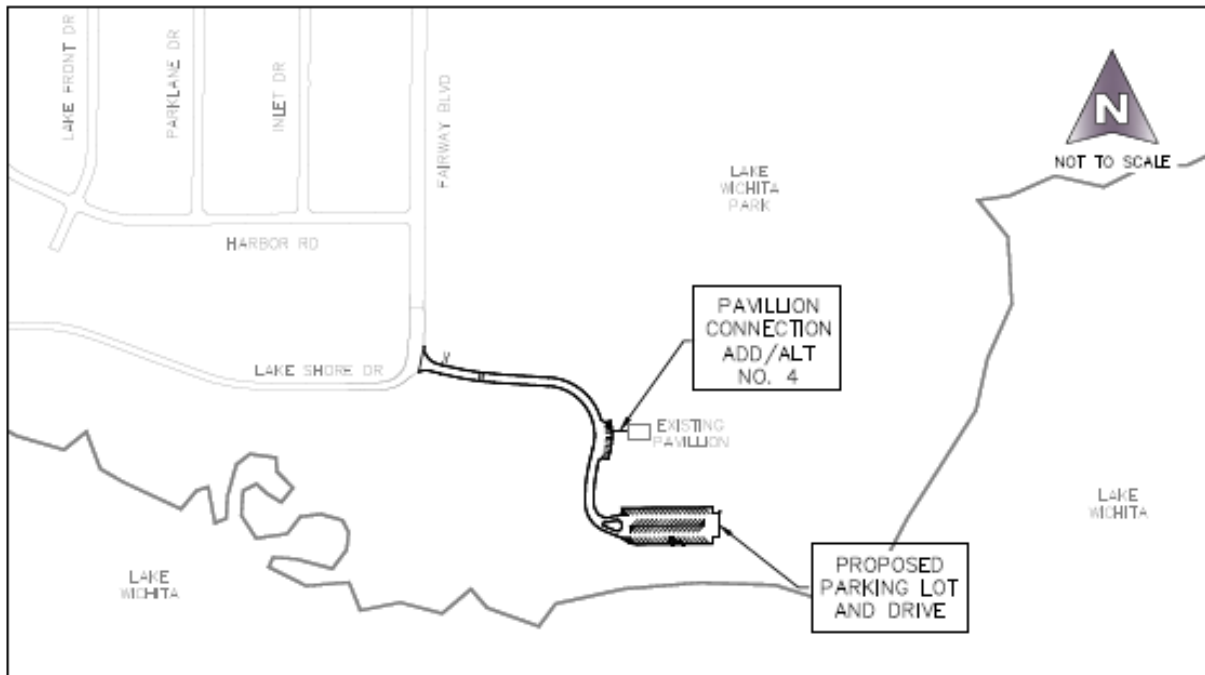 LAKE FRONT DR
PARKLANE DR
INLET DR
FAIRWAY BLVD
N
NOT TO SCALE
LAKE
WICHITA
PARK
HARBOR RD
PAVILLION
CONNECTION
ADD/ALT
NO. 4
LAKE SHORE DR
EXISTING
PAVILLION
LAKE
WICHITA
PROPOSED
PARKING LOT
AND DRIVE
LAKE
WICHITA